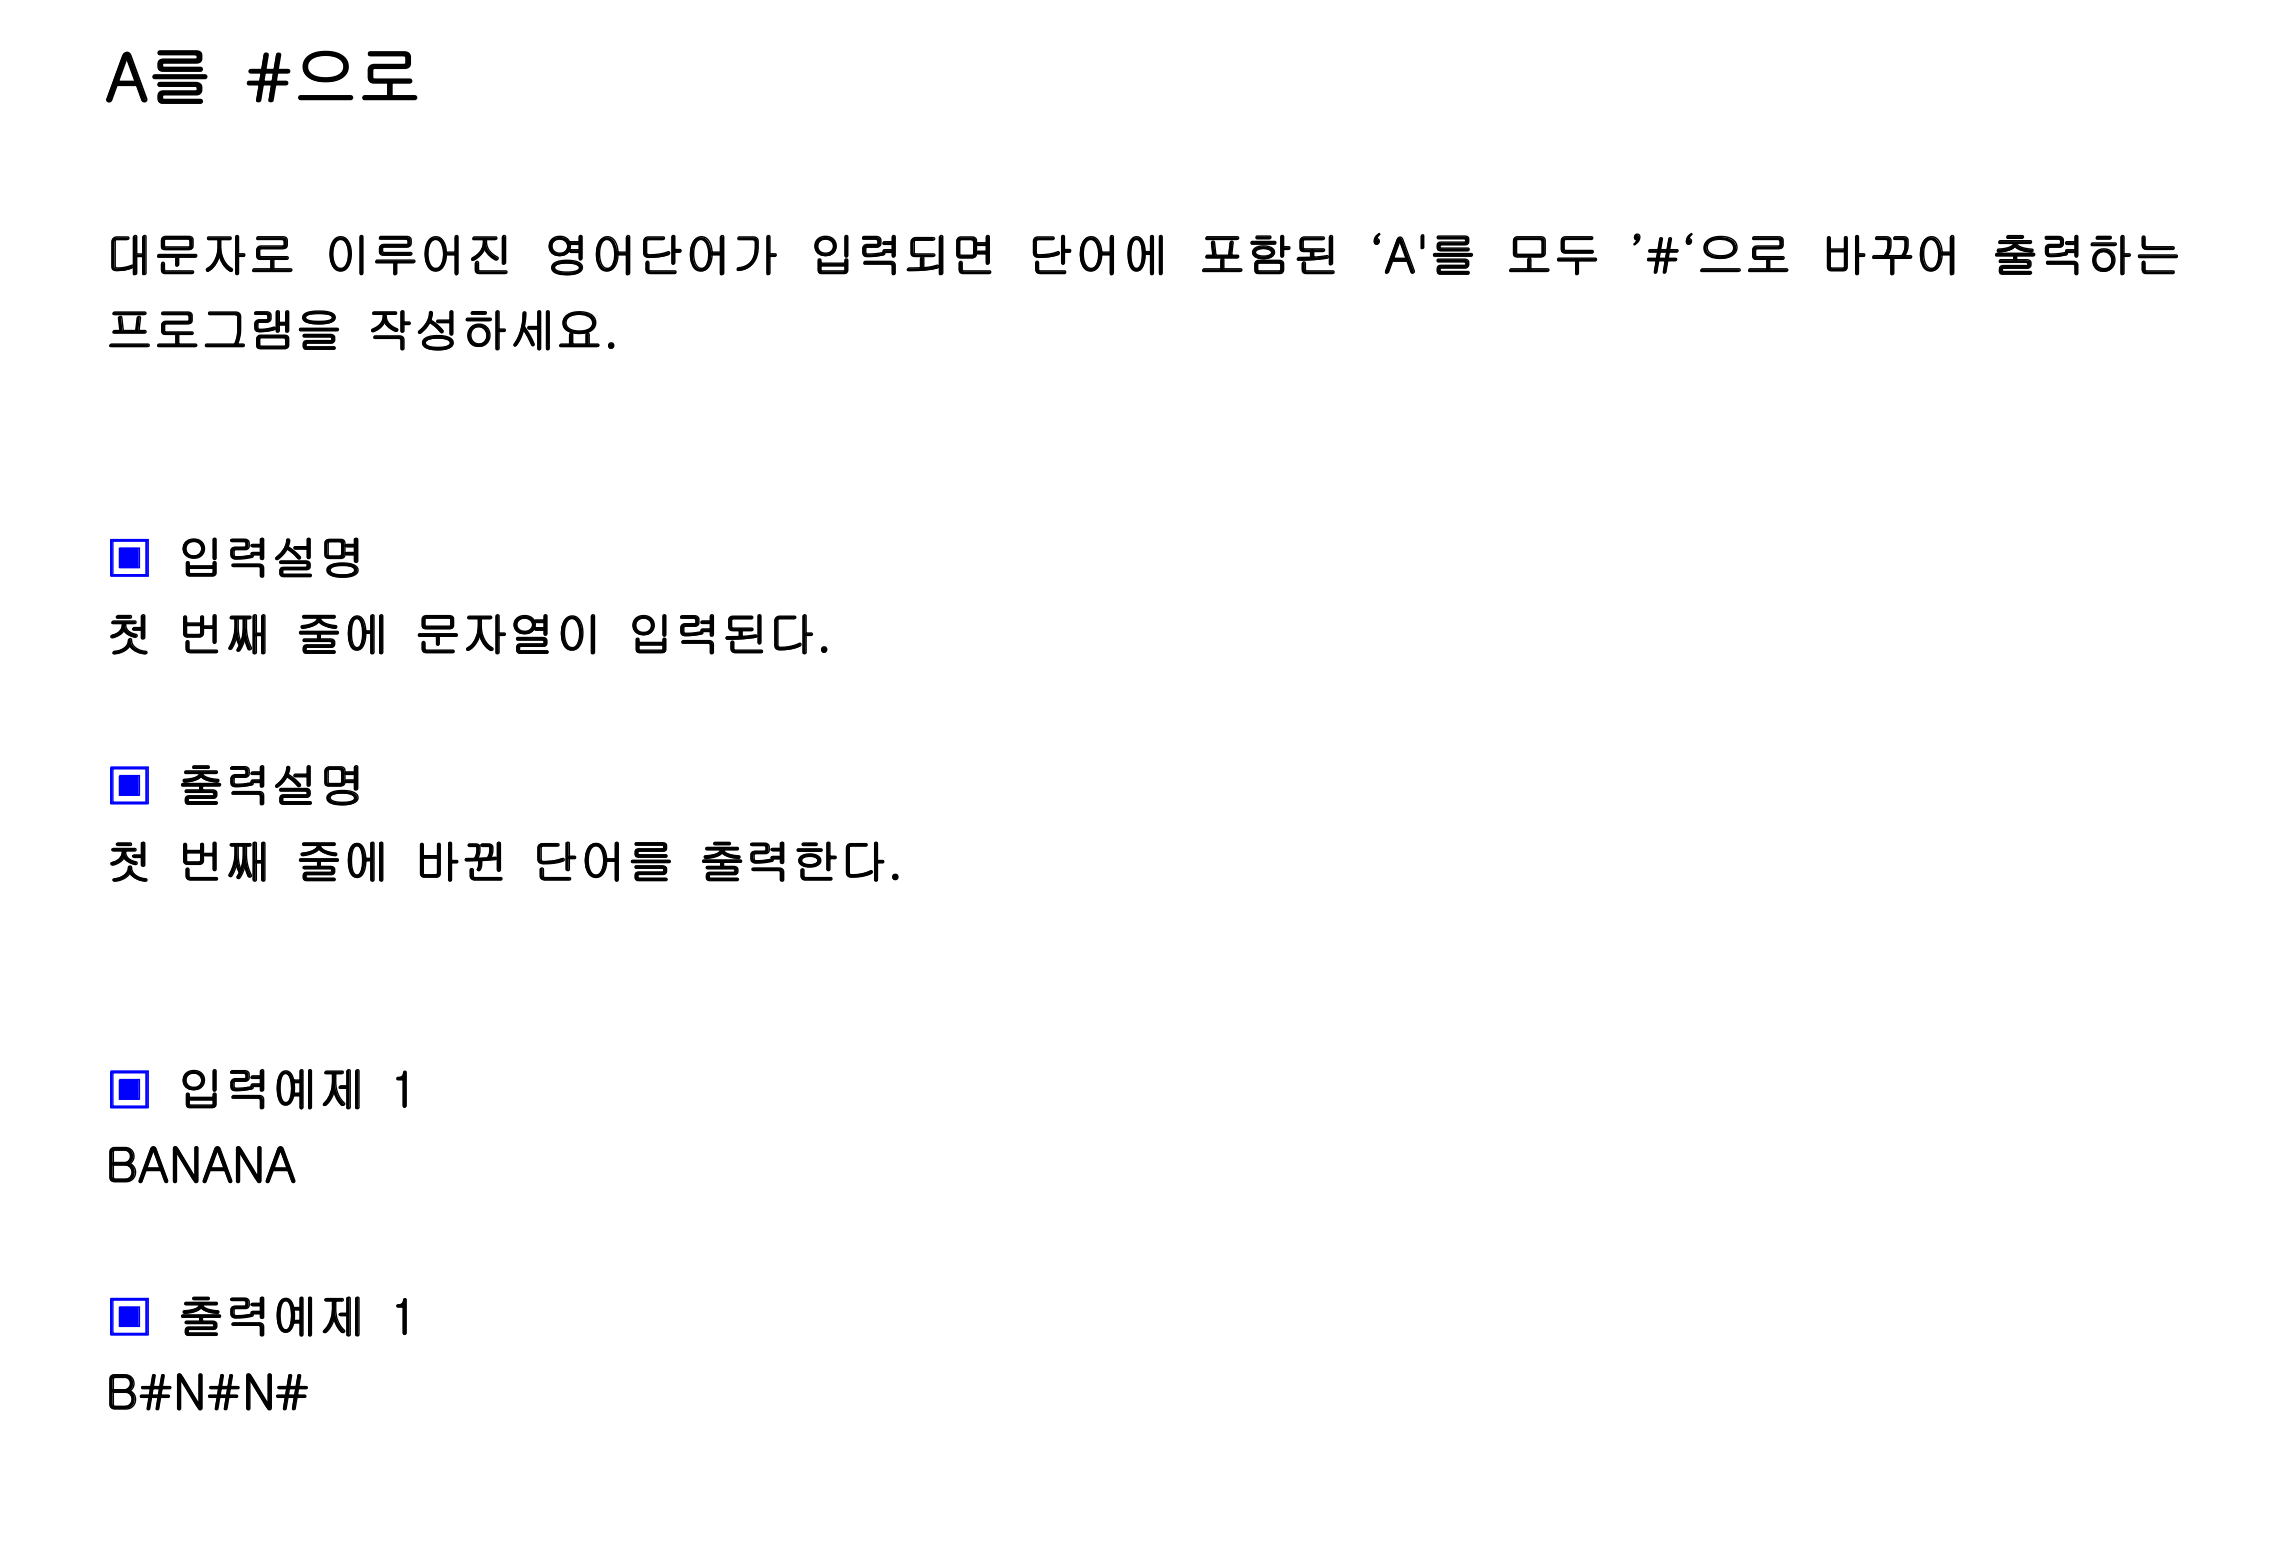 A를 #으로
대문자로 이루어진 영어단어가 입력되면 단어에 포함된 ‘A'를 모두 ’#‘으로 바꾸어 출력하는
프로그램을 작성하세요.
▣ 입력설명
첫 번째 줄에 문자열이 입력된다.
▣ 출력설명
첫 번째 줄에 바뀐 단어를 출력한다.
▣ 입력예제 1
BANANA
▣ 출력예제 1
B#N#N#